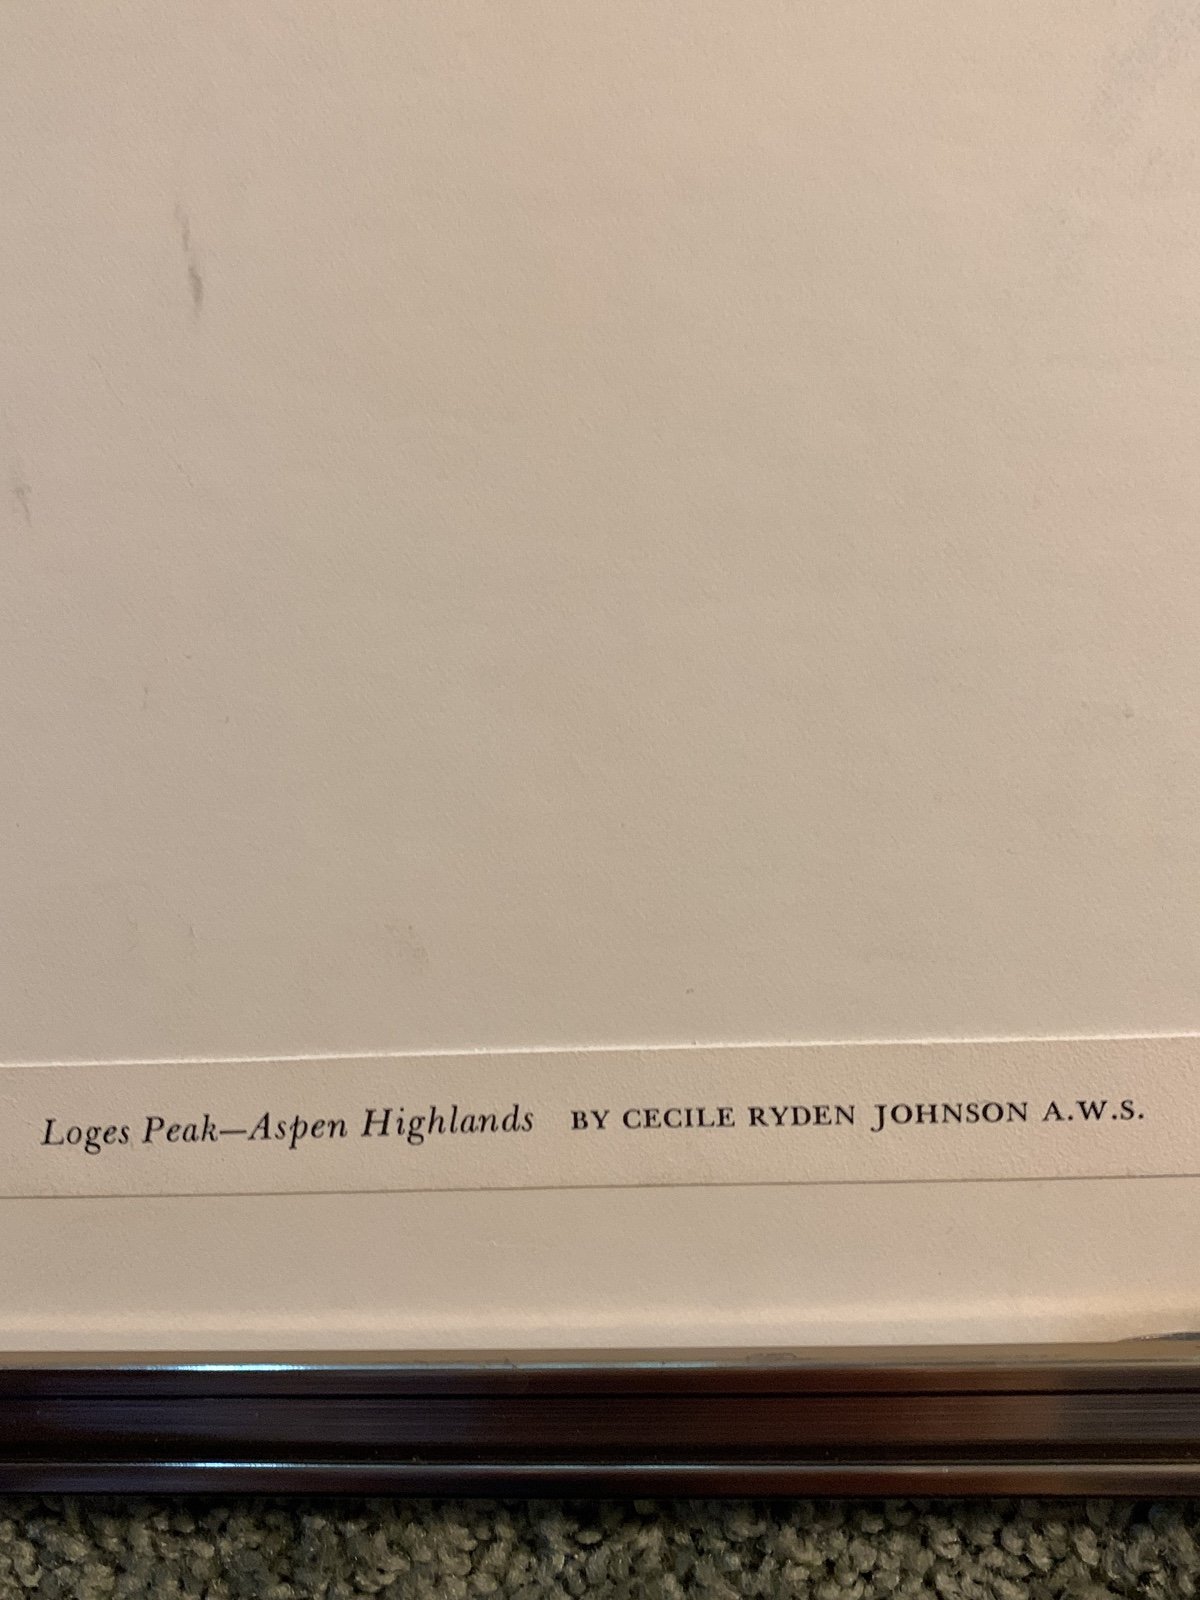 Loges Peak—Aspen Highlands BY CECILE RYDEN JOHNSON A.W.S.